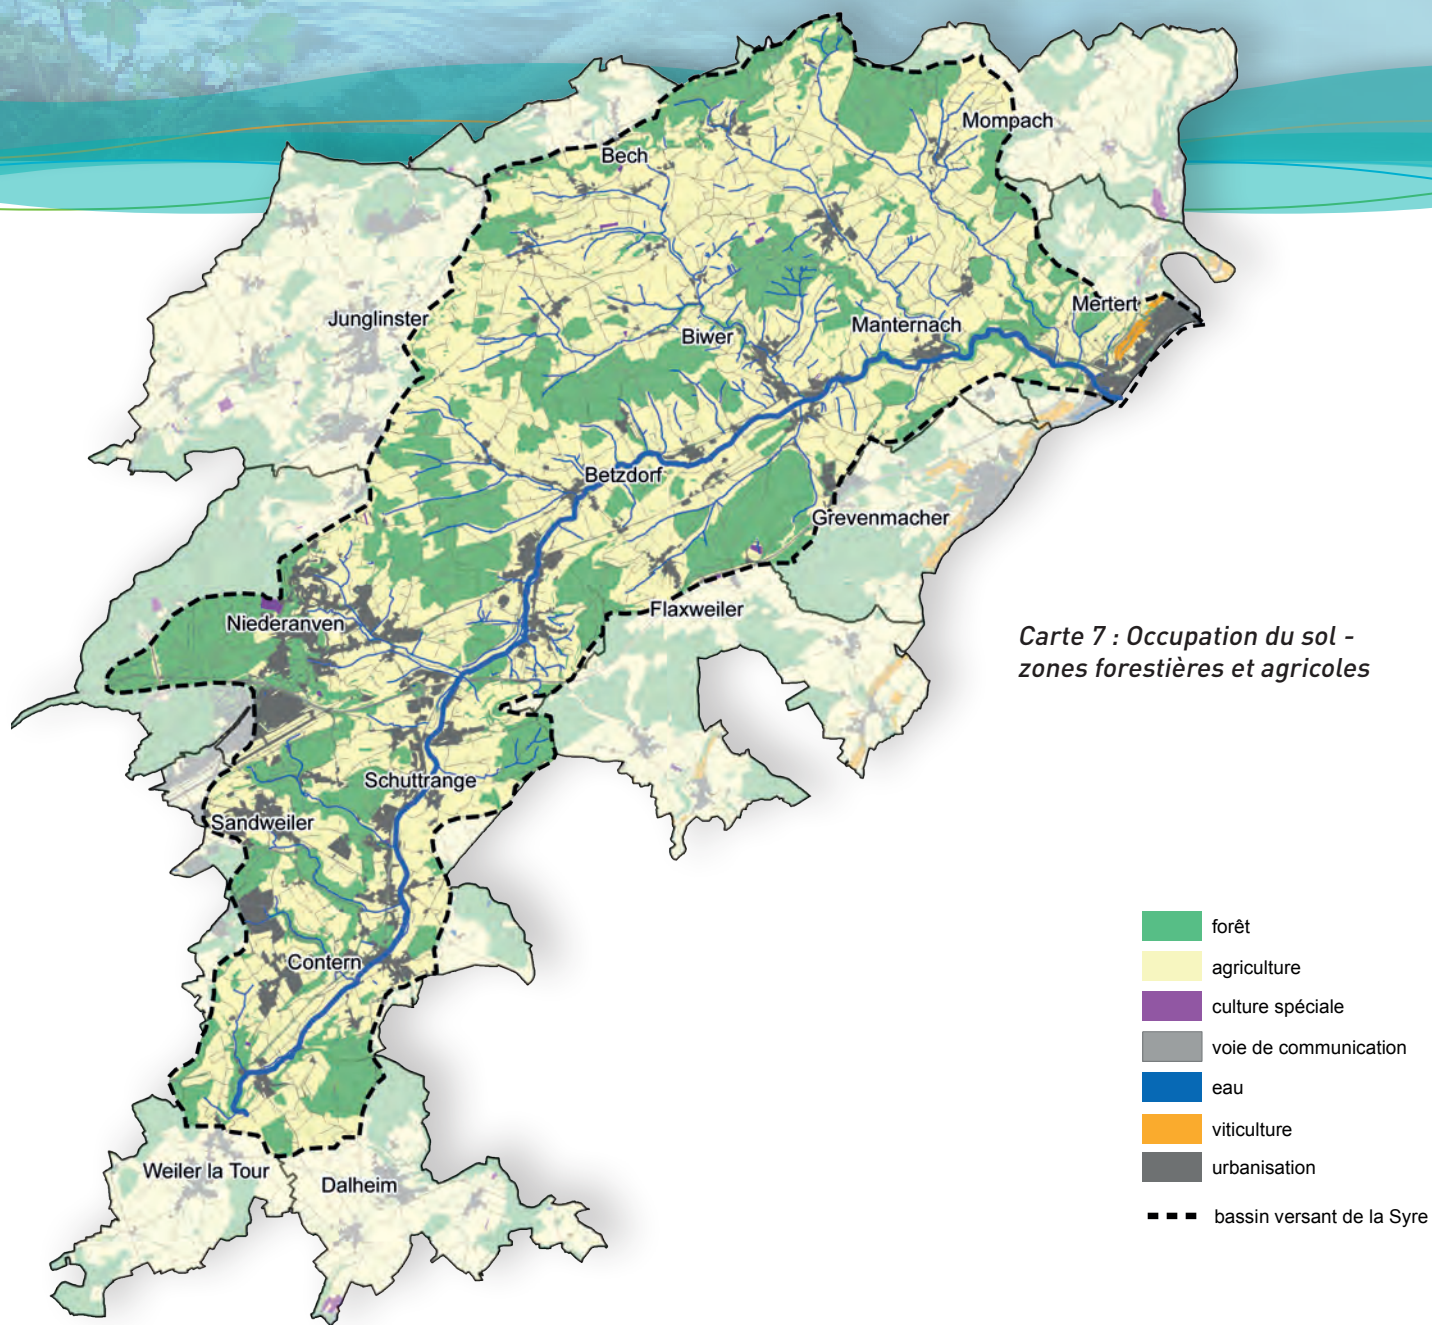 Mompach
Bech
Mertert
Junglinster
Manternach
Biwer
Betzdorf
Grevenmacher
Flaxweiler
Niederanven
Carte 7 : Occupation du sol -
zones forestières et agricoles
Schuttrange
Sandweiler
Contern
Weiler la Tour
Dalheim
forêt
agriculture
culture spéciale
voie de communication
eau
viticulture
urbanisation
bassin versant de la Syre